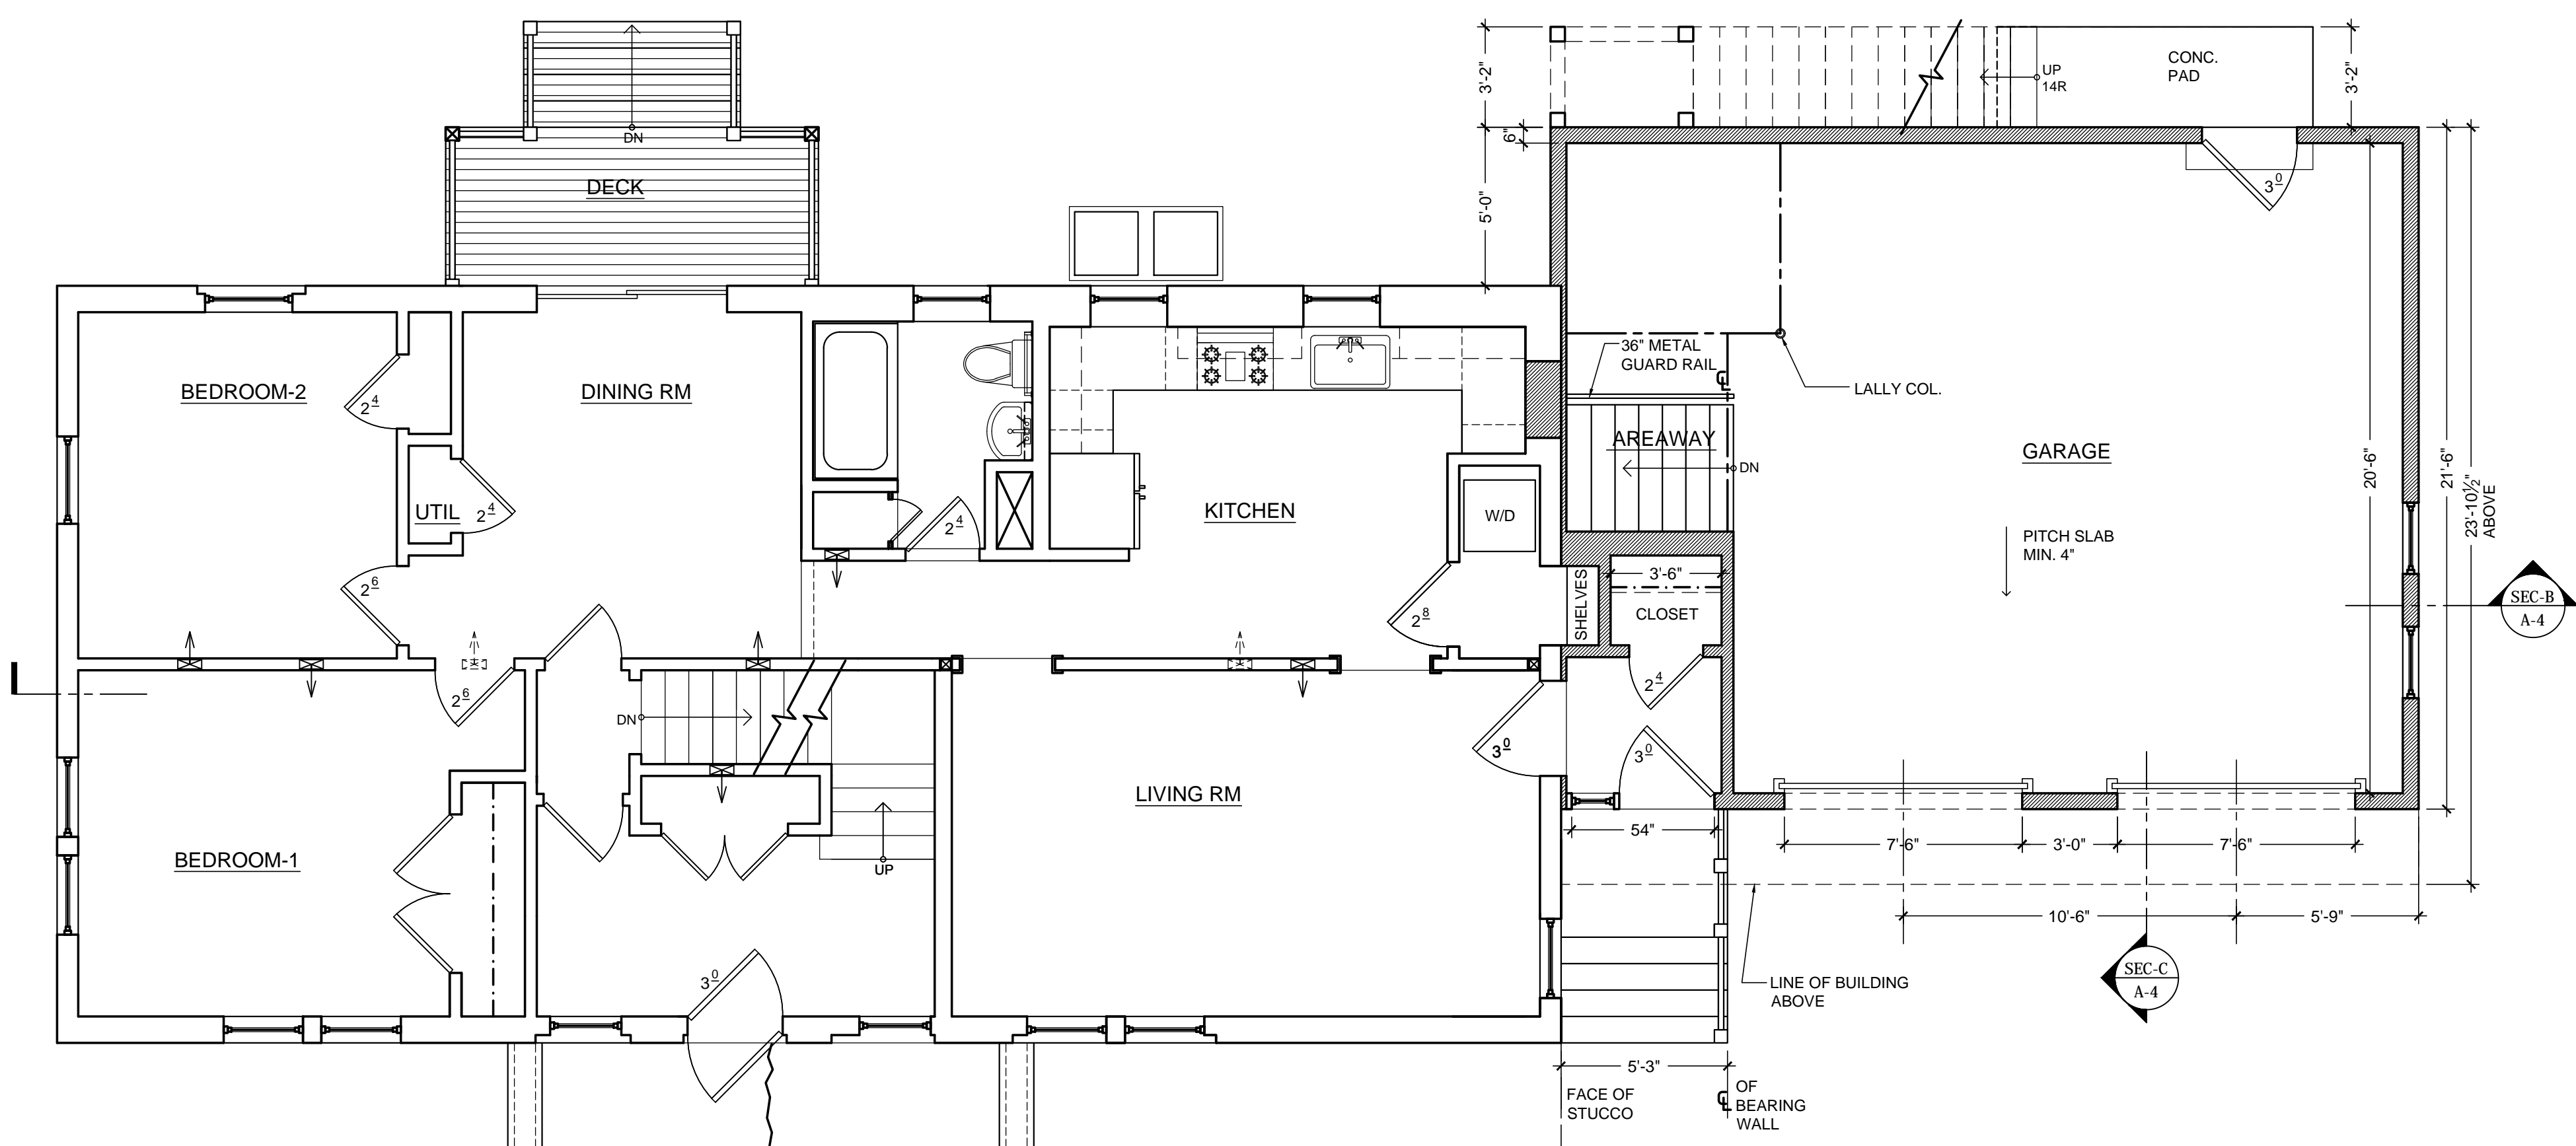 CONC.
PAD
UP
14R
3'-2"
3'-2"
DN
6"
DECK
3⁰
5'-0"
36" METAL
GUARD RAIL
BEDROOM-2
DINING RM
LALLY COL.
2⁴
AREAWAY
GARAGE
DN
20'-6"
21'-6"
23'-10½"
ABOVE
UTIL
2⁴
2⁴
KITCHEN
W/D
PITCH SLAB
MIN. 4"
2⁶
3'-6"
SHELVES
CLOSET
2⁸
SEC-B
A-4
2⁶
2⁴
DN
3⁰
3⁰
LIVING RM
54"
7'-6"
3'-0"
7'-6"
BEDROOM-1
UP
10'-6"
5'-9"
3⁰
SEC-C
A-4
LINE OF BUILDING
ABOVE
5'-3"
FACE OF
STUCCO
℄ OF
BEARING
WALL
℄